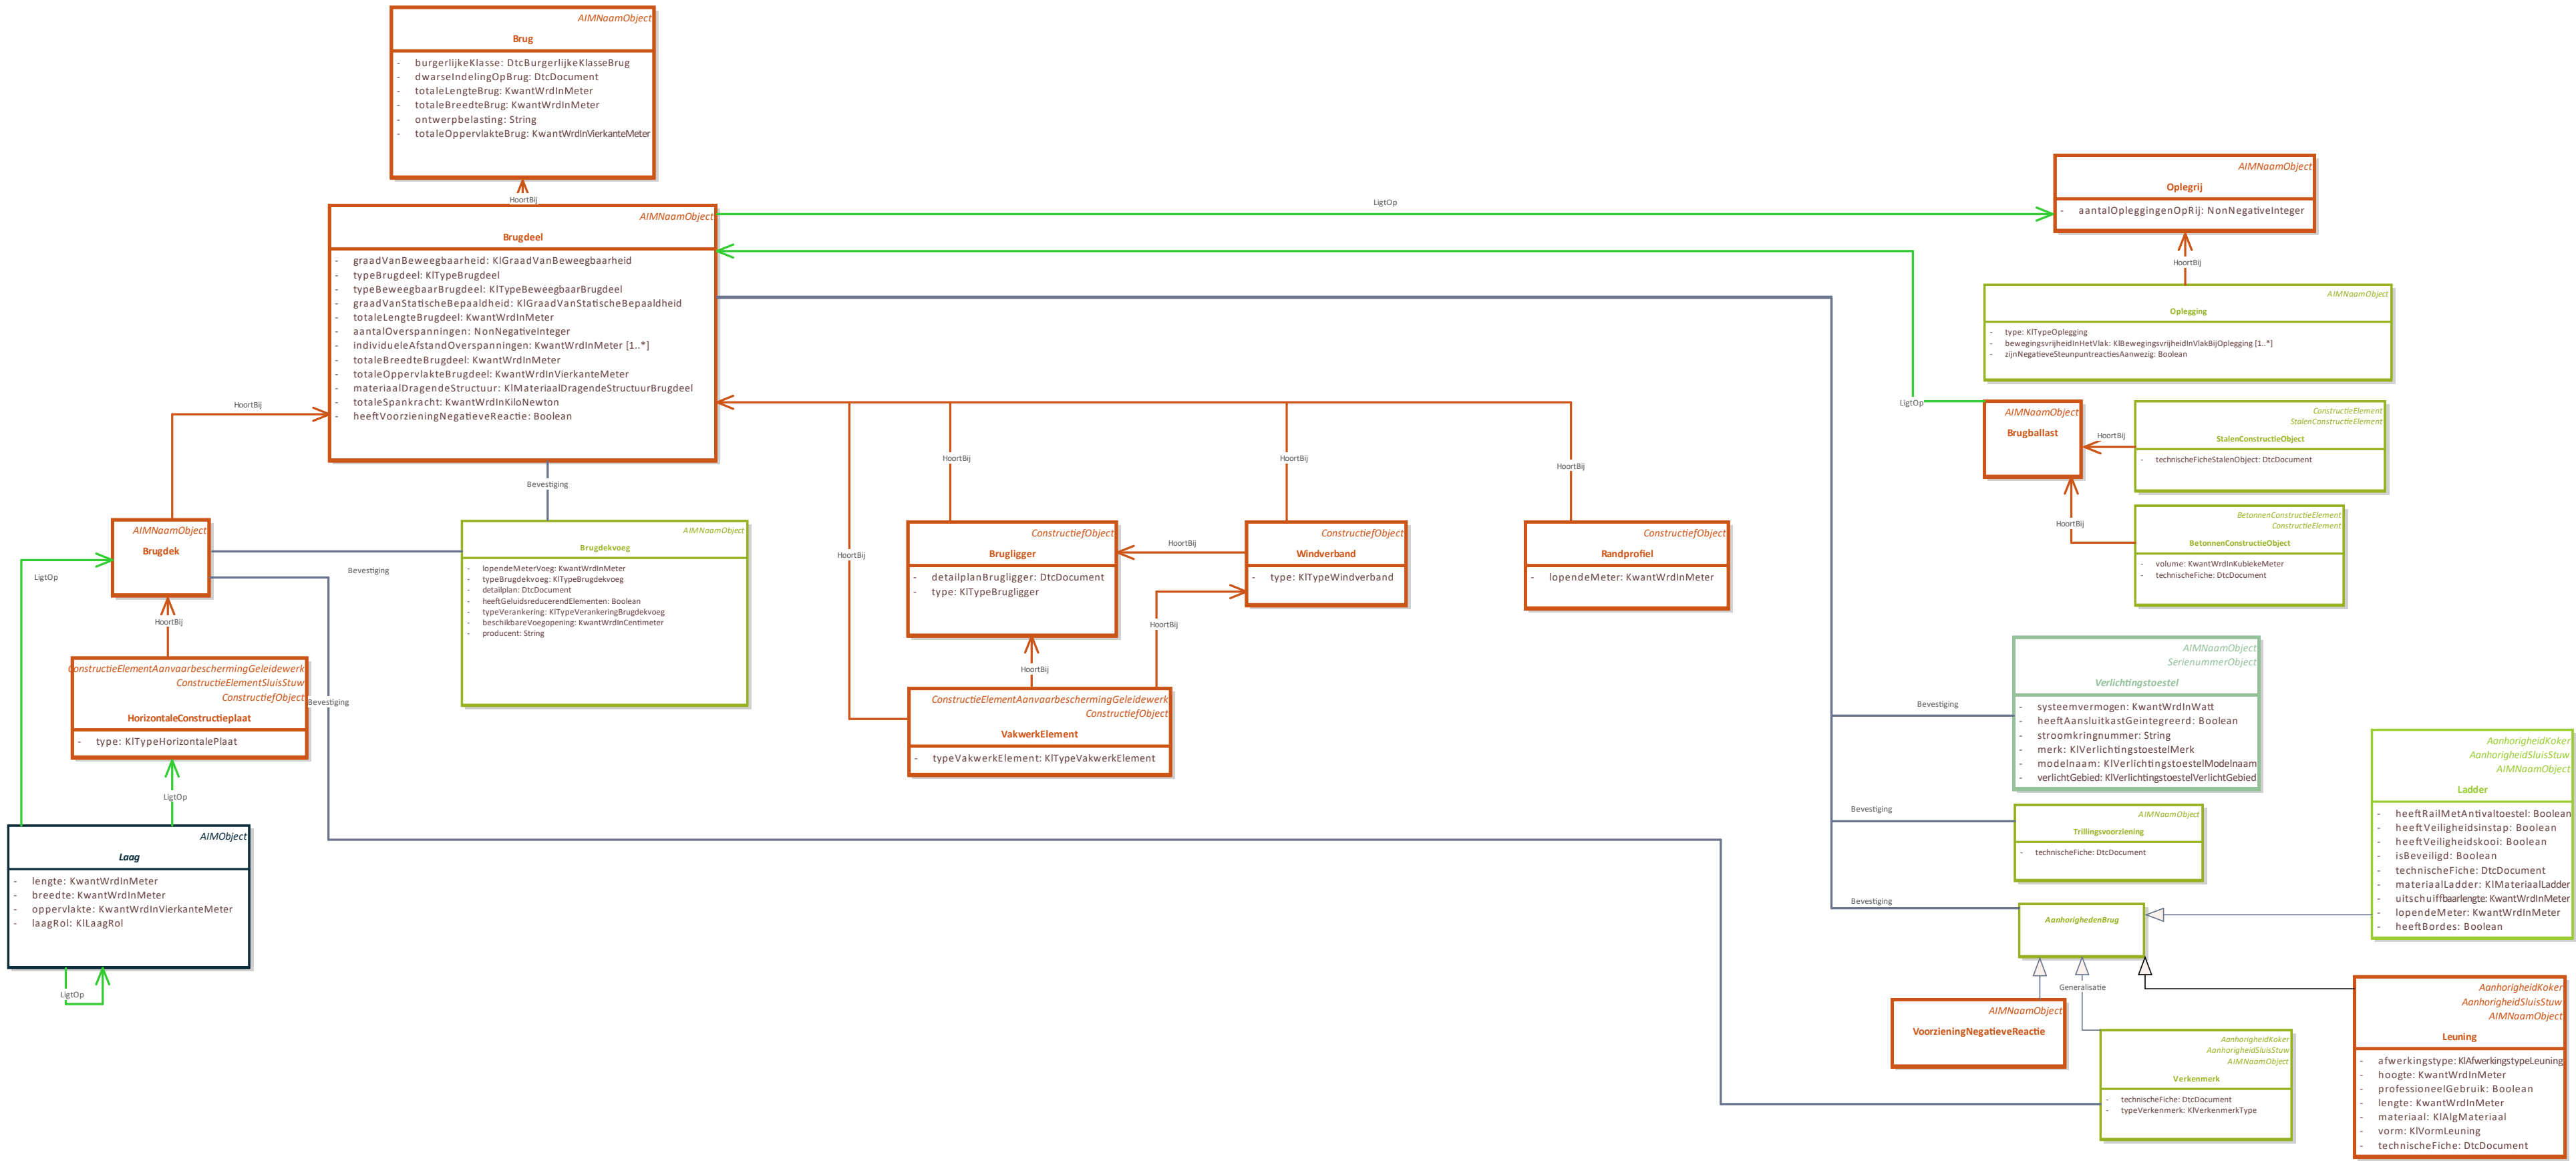 AIMNaamObject
Brug
- burgerlijkeKlasse: DtcBurgerlijkeKlasseBrug
- dwarseIndelingOpBrug: DtcDocument
- totaleLengteBrug: KwantWrdInMeter
- totaleBreedteBrug: KwantWrdInMeter
- ontwerpbelasting: String
- totaleOppervlakteBrug: KwantWrdInVierkanteMeter
HoortBij
AIMNaamObject
Brugdeel
- graadVanBeweegbaarheid: KlGraadVanBeweegbaarheid
- typeBrugdeel: KlTypeBrugdeel
- typeBeweegbaarBrugdeel: KlTypeBeweegbaarBrugdeel
- graadVanStatischeBepaaldheid: KlGraadVanStatischeBepaaldheid
- totaleLengteBrugdeel: KwantWrdInMeter
- aantalOverspanningen: NonNegativeInteger
- individueleAfstandOverspanningen: KwantWrdInMeter [1..*]
- totaleBreedteBrugdeel: KwantWrdInMeter
- totaleOppervlakteBrugdeel: KwantWrdInVierkanteMeter
- materiaalDragendeStructuur: KlMateriaalDragendeStructuurBrugdeel
- totaleSpankracht: KwantWrdInKiloNewton
- heeftVoorzieningNegatieveReactie: Boolean
LigtOp
AIMNaamObject
Oplegrij
- aantalOpleggingenOpRij: NonNegativeInteger
HoortBij
AIMNaamObject
Oplegging
- type: KlTypeOplegging
- bewegingsvrijheidInHetVlak: KlBewegingsvrijheidInVlakBijOplegging [1..*]
- zijnNegatieveSteunpuntreactiesAanwezig: Boolean
LigtOp
AIMNaamObject
Brugballast
HoortBij
ConstructieElement
StalenConstructieElement
StalenConstructieObject
- technischeFicheStalenObject: DtcDocument
HoortBij
BetonnenConstructieElement
ConstructieElement
BetonnenConstructieObject
- volume: KwantWrdInKubiekeMeter
- technischeFiche: DtcDocument
HoortBij
Bevestiging
HoortBij
HoortBij
HoortBij
HoortBij
AIMNaamObject
Brugdek
LigtOp
Bevestiging
HoortBij
AIMNaamObject
Brugdekvoeg
- lopendeMeterVoeg: KwantWrdInMeter
- typeBrugdekvoeg: KlTypeBrugdekvoeg
- detailplan: DtcDocument
- heeftGeluidsreducerendElementen: Boolean
- typeVerankering: KlTypeVerankeringBrugdekvoeg
- beschikbareVoegopening: KwantWrdInCentimeter
- producent: String
ConstructiefObject
Brugligger
- detailplanBrugligger: DtcDocument
- type: KlTypeBrugligger
HoortBij
ConstructiefObject
Windverband
- type: KlTypeWindverband
ConstructiefObject
Randprofiel
- lopendeMeter: KwantWrdInMeter
HoortBij
HoortBij
ConstructieElementAanvaarbeschermingGeleidewerk
ConstructieElementSluisStuw
ConstructiefObject
HorizontaleConstructieplaat
- type: KlTypeHorizontalePlaat
Bevestiging
ConstructieElementAanvaarbeschermingGeleidewerk
ConstructiefObject
VakwerkElement
- typeVakwerkElement: KlTypeVakwerkElement
LigtOp
AIMObject
Laag
- lengte: KwantWrdInMeter
- breedte: KwantWrdInMeter
- oppervlakte: KwantWrdInVierkanteMeter
- laagRol: KlLaagRol
LigtOp
Bevestiging
AIMNaamObject
SerienummerObject
Verlichtingstoestel
- systeemvermogen: KwantWrdInWatt
- heeftAansluitkastGeintegreerd: Boolean
- stroomkringnummer: String
- merk: KlVerlichtingstoestelMerk
- modelnaam: KlVerlichtingstoestelModelnaam
- verlichtGebied: KlVerlichtingstoestelVerlichtGebied
Bevestiging
AIMNaamObject
Trillingsvoorziening
- technischeFiche: DtcDocument
Bevestiging
AanhorighedenBrug
AanhorigheidKoker
AanhorigheidSluisStuw
AIMNaamObject
Ladder
- heeftRailMetAntivaltoestel: Boolean
- heeftVeiligheidsinstap: Boolean
- heeftVeiligheidskooi: Boolean
- isBeveiligd: Boolean
- technischeFiche: DtcDocument
- materiaalLadder: KlMateriaalLadder
- uitschuiffbaarlengte: KwantWrdInMeter
- lopendeMeter: KwantWrdInMeter
- heeftBordes: Boolean
Generalisatie
AIMNaamObject
VoorzieningNegatieveReactie
AanhorigheidKoker
AanhorigheidSluisStuw
AIMNaamObject
Verkenmerk
- technischeFiche: DtcDocument
- typeVerkenmerk: KlVerkenmerkType
AanhorigheidKoker
AanhorigheidSluisStuw
AIMNaamObject
Leuning
- afwerkingstype: KlAfwerkingstypeLeuning
- hoogte: KwantWrdInMeter
- professioneelGebruik: Boolean
- lengte: KwantWrdInMeter
- materiaal: KlAlgMateriaal
- vorm: KlVormLeuning
- technischeFiche: DtcDocument